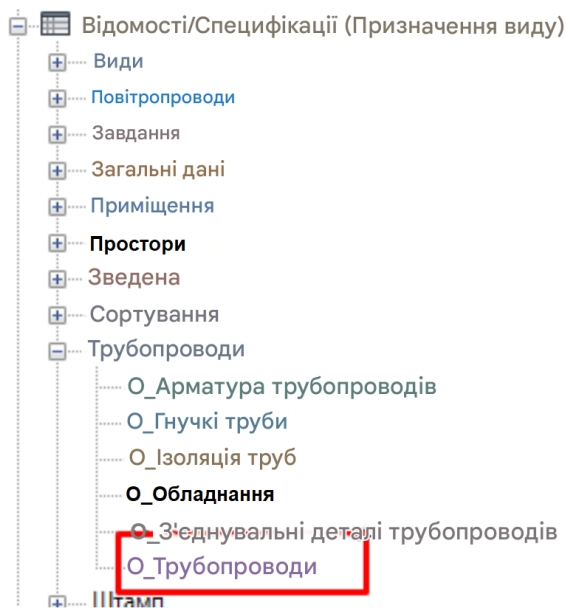 Відомості/Специфікації (Призначення виду)
Види
Повітропроводи
Завдання
Загальні дані
Приміщення
Простори
Зведена
Сортування
Трубопроводи
О_Арматура трубопроводів
О_Гнучкі труби
О_Ізоляція труб
О_Обладнання
О_З'єднувальні деталі трубопроводів
О_Трубопроводи
Штамп